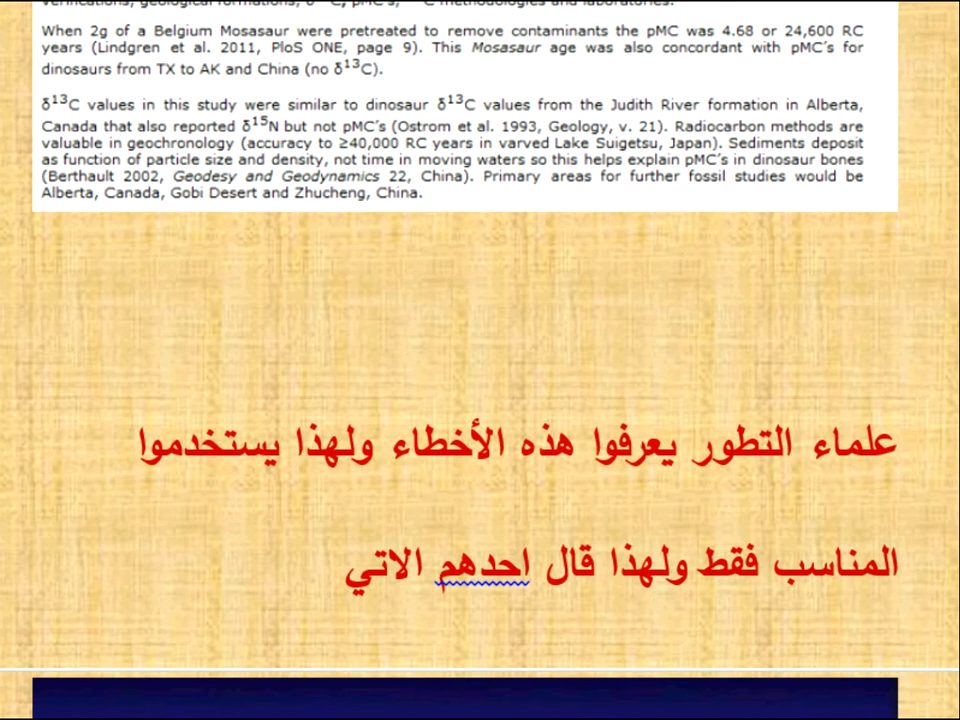 When 2g of a Belgium Mosasaur were pretreated to remove contaminants the pMC was 4.68 or 24,600 RC
years (Lindgren et al. 2011, PloS ONE, page 9). This Mosasaur age was also concordant with pMC's for
dinosaurs from TX to AK and China (no δ¹³C).
δ¹³C values in this study were similar to dinosaur δ¹³C values from the Judith River formation in Alberta,
Canada that also reported δ¹⁵N but not pMC's (Ostrom et al. 1993, Geology, v. 21). Radiocarbon methods are
valuable in geochronology (accuracy to ≥40,000 RC years in varved Lake Suigetsu, Japan). Sediments deposit
as function of particle size and density, not time in moving waters so this helps explain pMC's in dinosaur bones
(Berthault 2002, Geodesy and Geodynamics 22, China). Primary areas for further fossil studies would be
Alberta, Canada, Gobi Desert and Zhucheng, China.
علماء التطور يعرفوا هذه الأخطاء ولهذا يستخدموا
المناسب فقط ولهذا قال احدهم الاتي